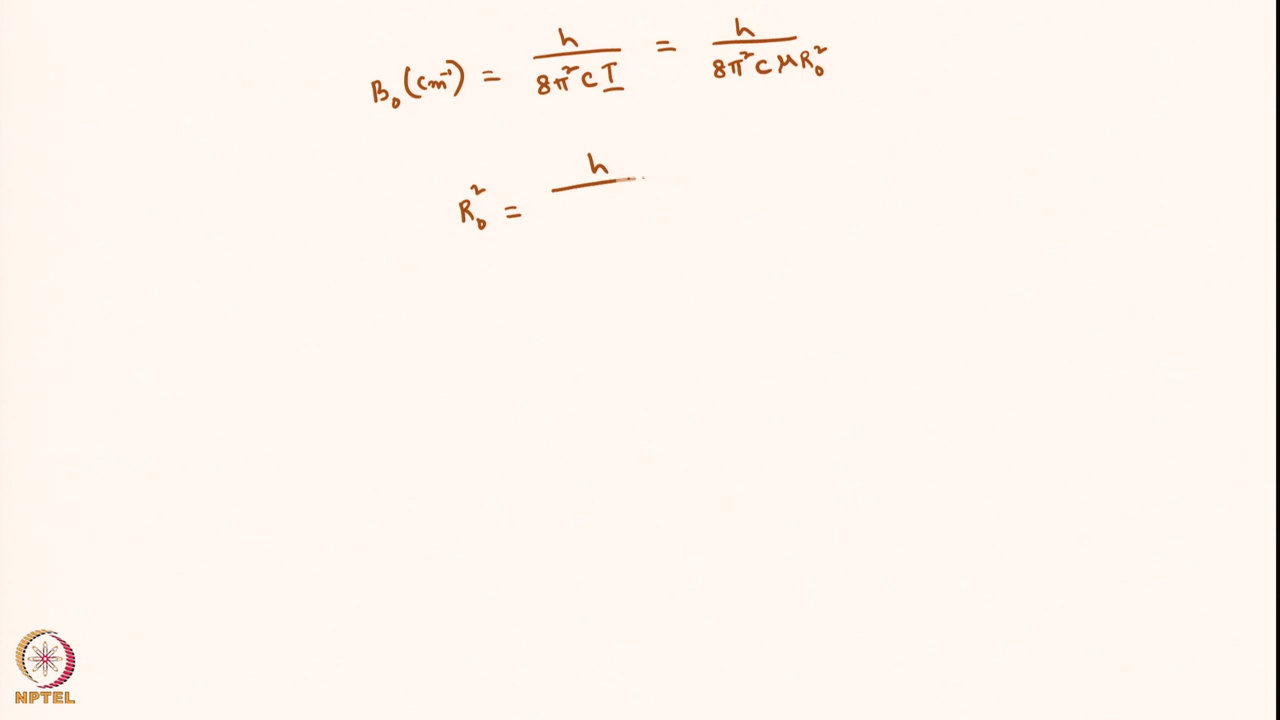 B₀ (cm⁻¹) = h / 8π²cI = h / 8π²cμR₀²
R₀² = h
NPTEL